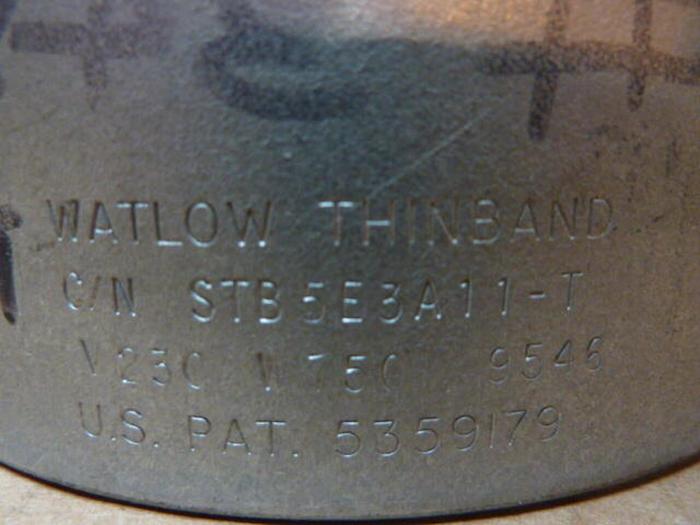 WATLOW THINBAND
C/N STB5E3A11-T
V230 W750 9546
U.S. PAT. 5359179